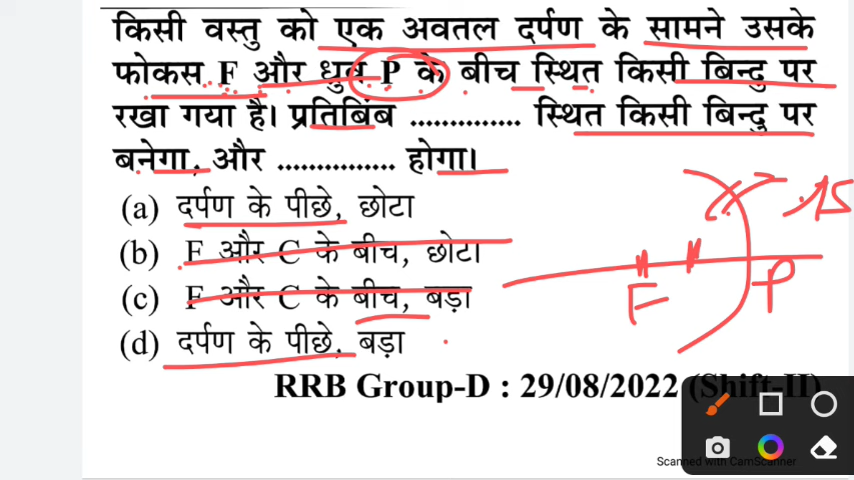 किसी वस्तु को एक अवतल दर्पण के सामने उसके
फोकस F और ध्रुव P के बीच स्थित किसी बिन्दु पर
रखा गया है। प्रतिबिंब .............. स्थित किसी बिन्दु पर
बनेगा, और ................ होगा।
(a) दर्पण के पीछे, छोटा
(b) F और C के बीच, छोटा
(c) F और C के बीच, बड़ा
(d) दर्पण के पीछे, बड़ा
F
P
RRB Group-D : 29/08/2022 (Shift-II)
Scanned with CamScanner